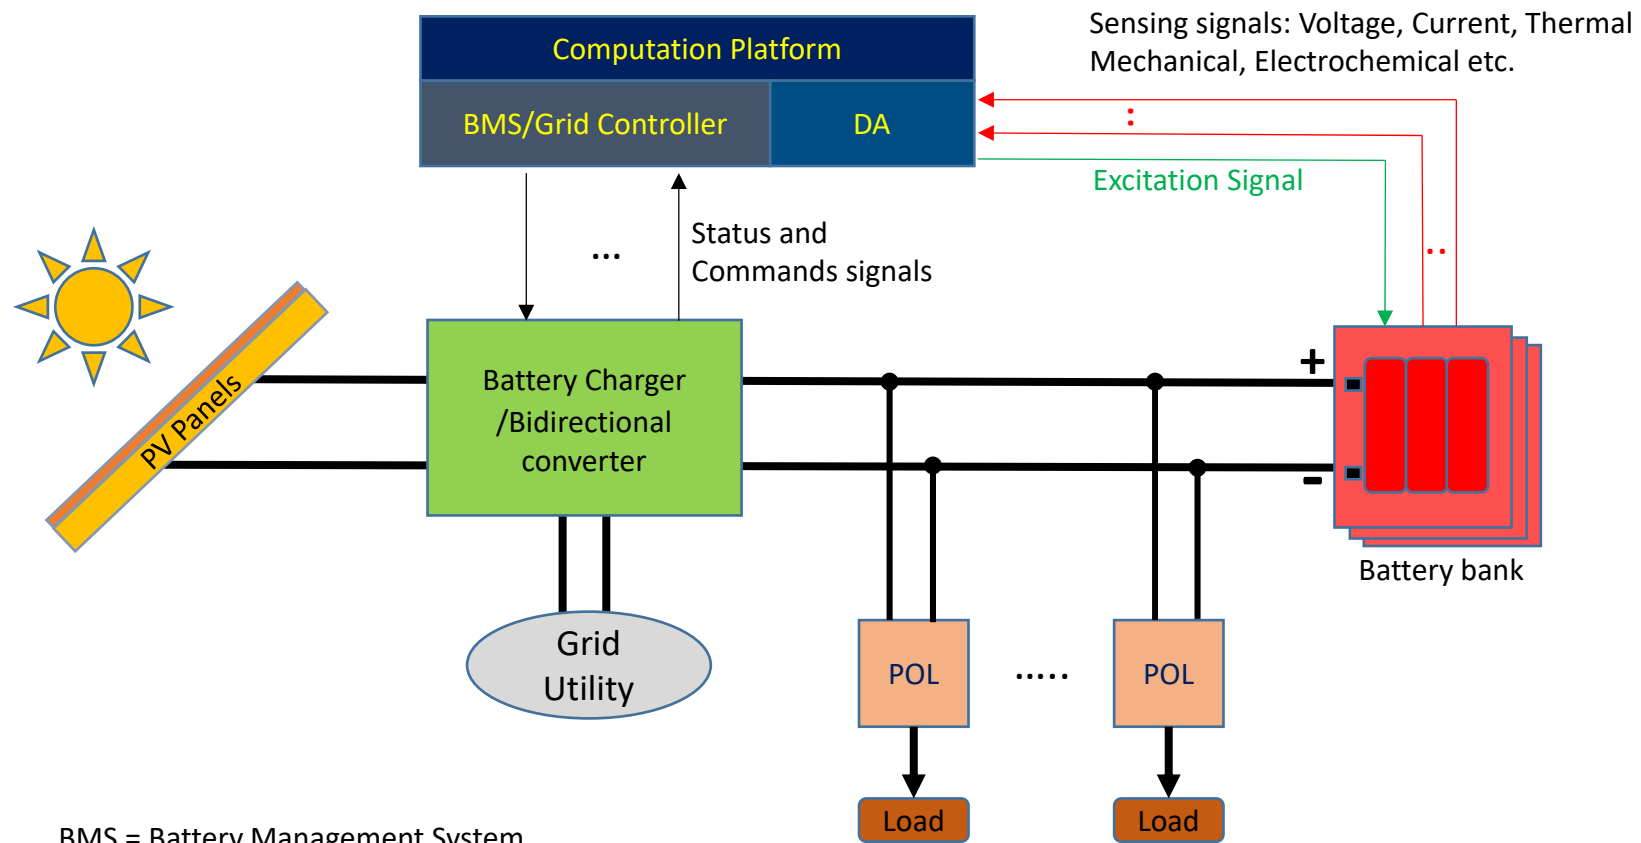 Computation Platform
BMS/Grid Controller
DA
Sensing signals: Voltage, Current, Thermal
Mechanical, Electrochemical etc.
:
Excitation Signal
..
...
Status and
Commands signals
PV Panels
Battery Charger
/Bidirectional
converter
+
-
Battery bank
Grid
Utility
POL
.....
POL
Load
Load
BMS = Battery Management System